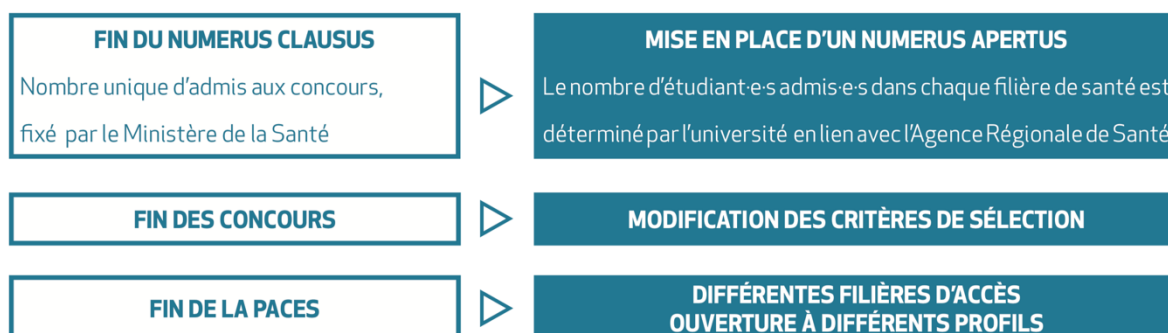 FIN DU NUMERUS CLAUSUS
Nombre unique d'admis aux concours,
fixé par le Ministère de la Santé
MISE EN PLACE D'UN NUMERUS APERTUS
Le nombre d'étudiant·e·s admis·e·s dans chaque filière de santé est
déterminé par l'université en lien avec l'Agence Régionale de Santé
FIN DES CONCOURS
MODIFICATION DES CRITÈRES DE SÉLECTION
FIN DE LA PACES
DIFFÉRENTES FILIÈRES D'ACCÈS
OUVERTURE À DIFFÉRENTS PROFILS